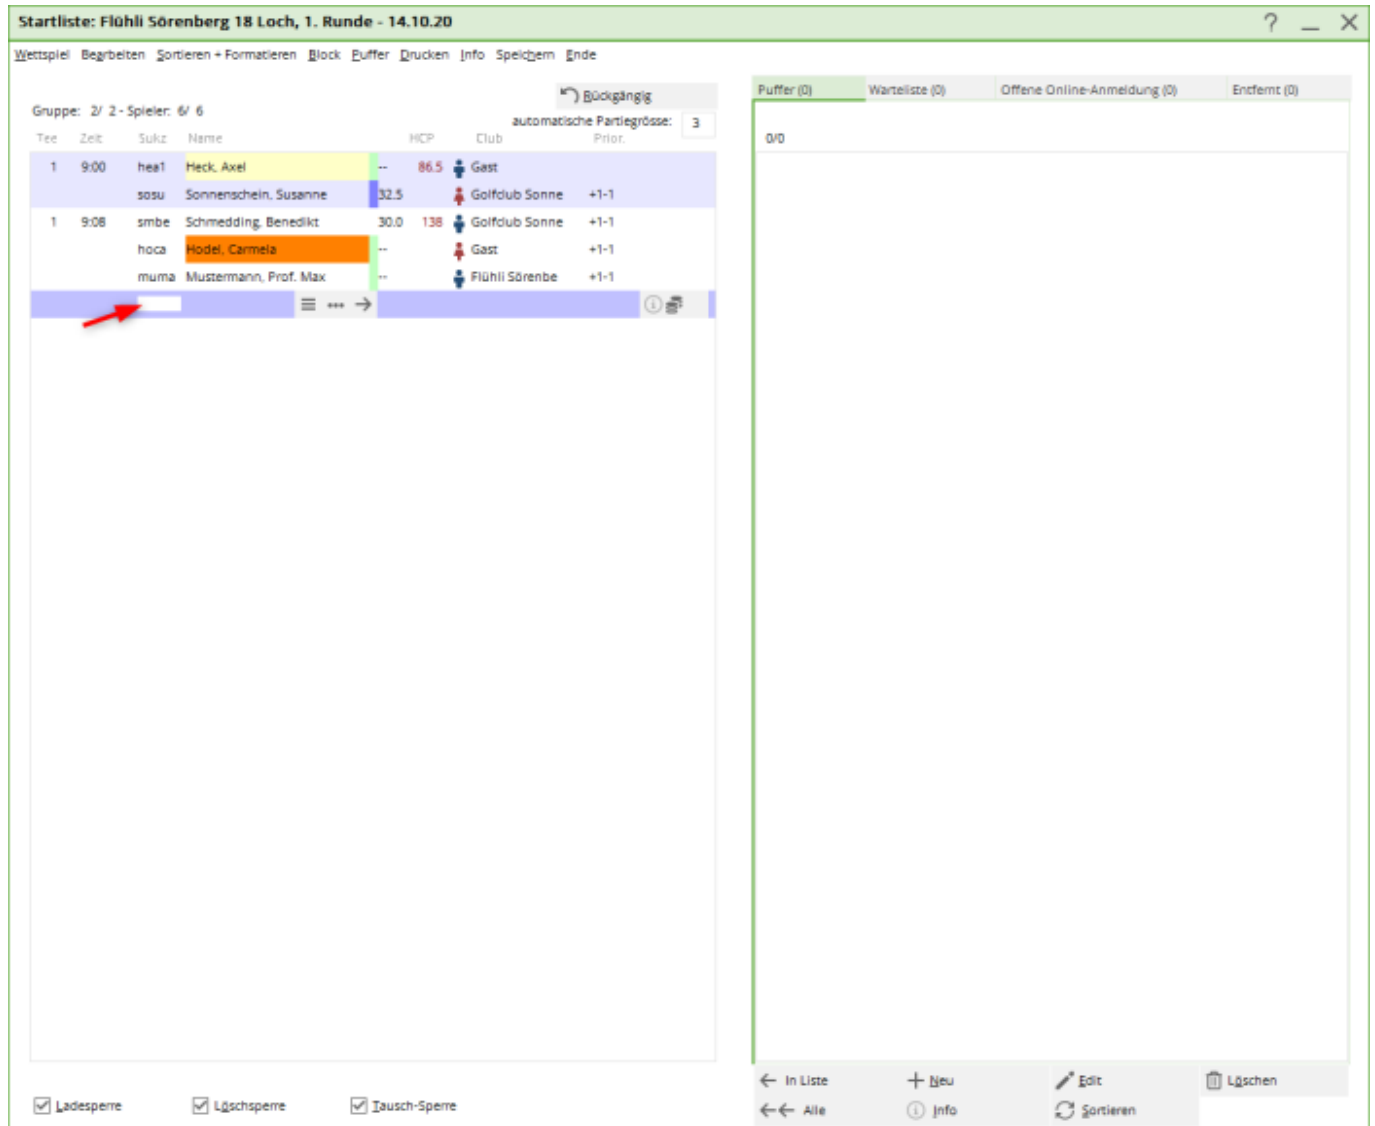 Startliste: Flühli Sörenberg 18 Loch, 1. Runde - 14.10.20
Wettspiel Bearbeiten Sortieren + Formatieren Block Puffer Drucken Info Speichern Ende
Rückgängig
Gruppe: 2/ 2 - Spieler: 6/ 6
automatische Partiegrösse: 3
Tee Zeit Sukz Name HCP Club Prior.
1 9:00 hea1 Heck, Axel -- 86.5 Gast
sosu Sonnenschein, Susanne 32.5 Golfclub Sonne +1-1
1 9:08 smbe Schmedding, Benedikt 30.0 138 Golfclub Sonne +1-1
hoca Hodel, Carmela -- Gast +1-1
muma Mustermann, Prof. Max -- Flühli Sörenbe +1-1
Ladesperre Löschsperre Tausch-Sperre
Puffer (0) Warteliste (0) Offene Online-Anmeldung (0) Entfernt (0)
0/0
In Liste Neu Edit Löschen
Alle Info Sortieren